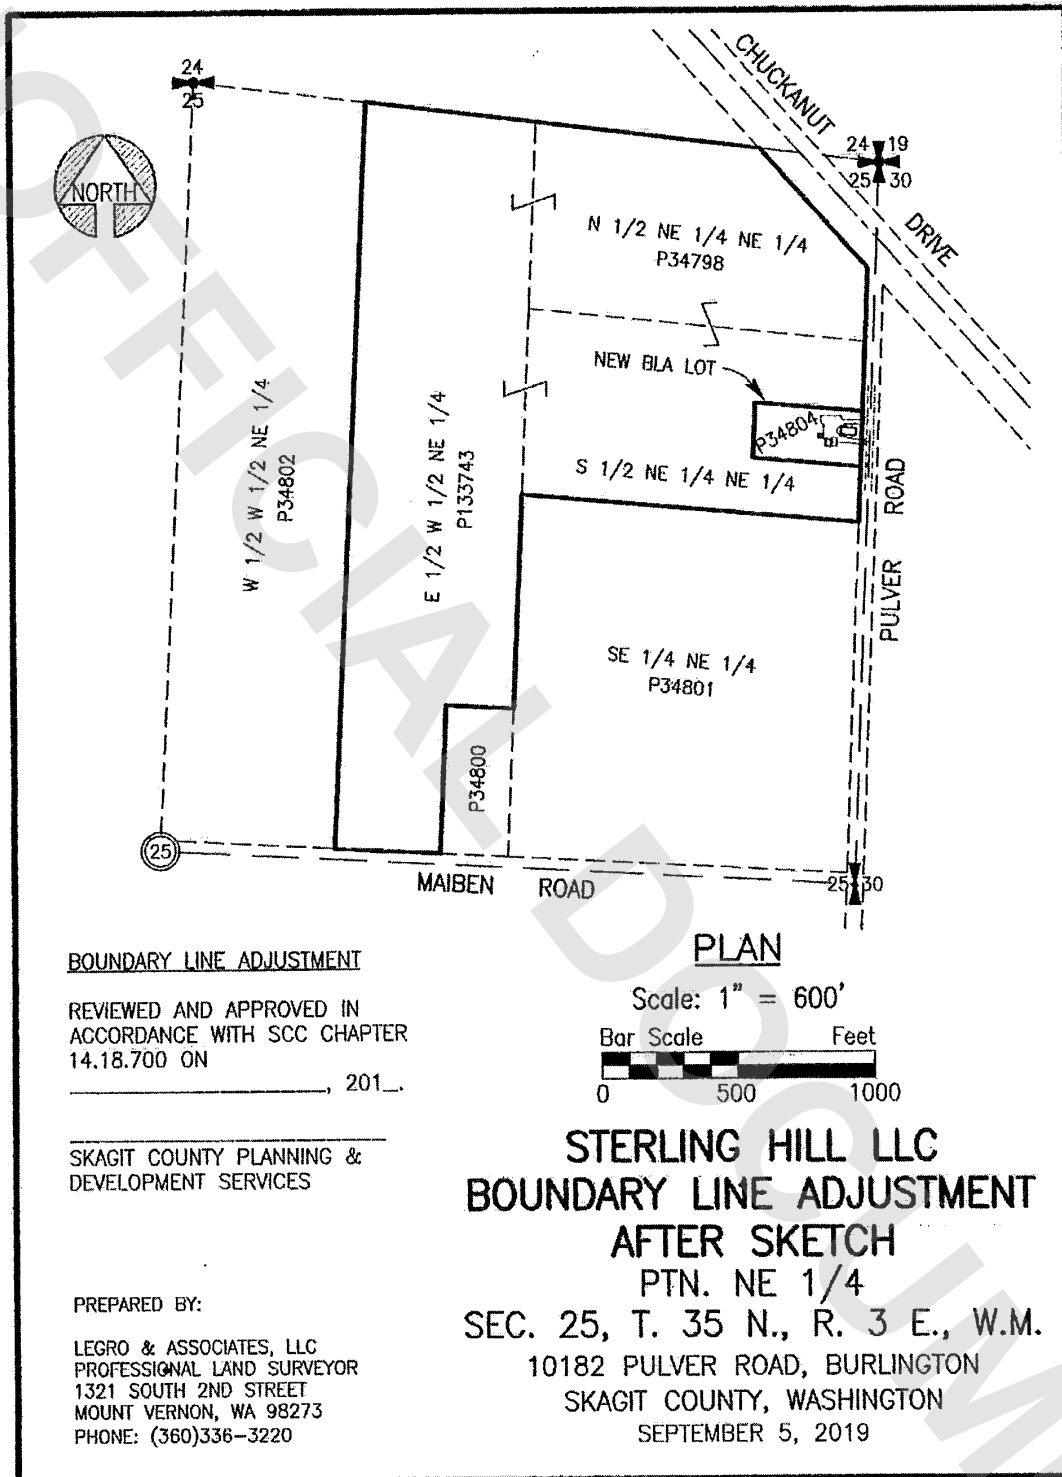 24
25
NORTH
CHUCKANUT
DRIVE
24 19
25 30
N 1/2 NE 1/4 NE 1/4
P34798
NEW BLA LOT
P34804
S 1/2 NE 1/4 NE 1/4
W 1/2 W 1/2 NE 1/4
P34802
E 1/2 W 1/2 NE 1/4
P133743
PULVER ROAD
SE 1/4 NE 1/4
P34801
P34800
25
MAIBEN ROAD
25 30
BOUNDARY LINE ADJUSTMENT
REVIEWED AND APPROVED IN
ACCORDANCE WITH SCC CHAPTER
14.18.700 ON
____________________, 201_.
SKAGIT COUNTY PLANNING &
DEVELOPMENT SERVICES
PREPARED BY:
LEGRO & ASSOCIATES, LLC
PROFESSIONAL LAND SURVEYOR
1321 SOUTH 2ND STREET
MOUNT VERNON, WA 98273
PHONE: (360)336-3220
PLAN
Scale: 1" = 600'
Bar Scale Feet
0 500 1000
STERLING HILL LLC
BOUNDARY LINE ADJUSTMENT
AFTER SKETCH
PTN. NE 1/4
SEC. 25, T. 35 N., R. 3 E., W.M.
10182 PULVER ROAD, BURLINGTON
SKAGIT COUNTY, WASHINGTON
SEPTEMBER 5, 2019
OFFICIAL DOCUM